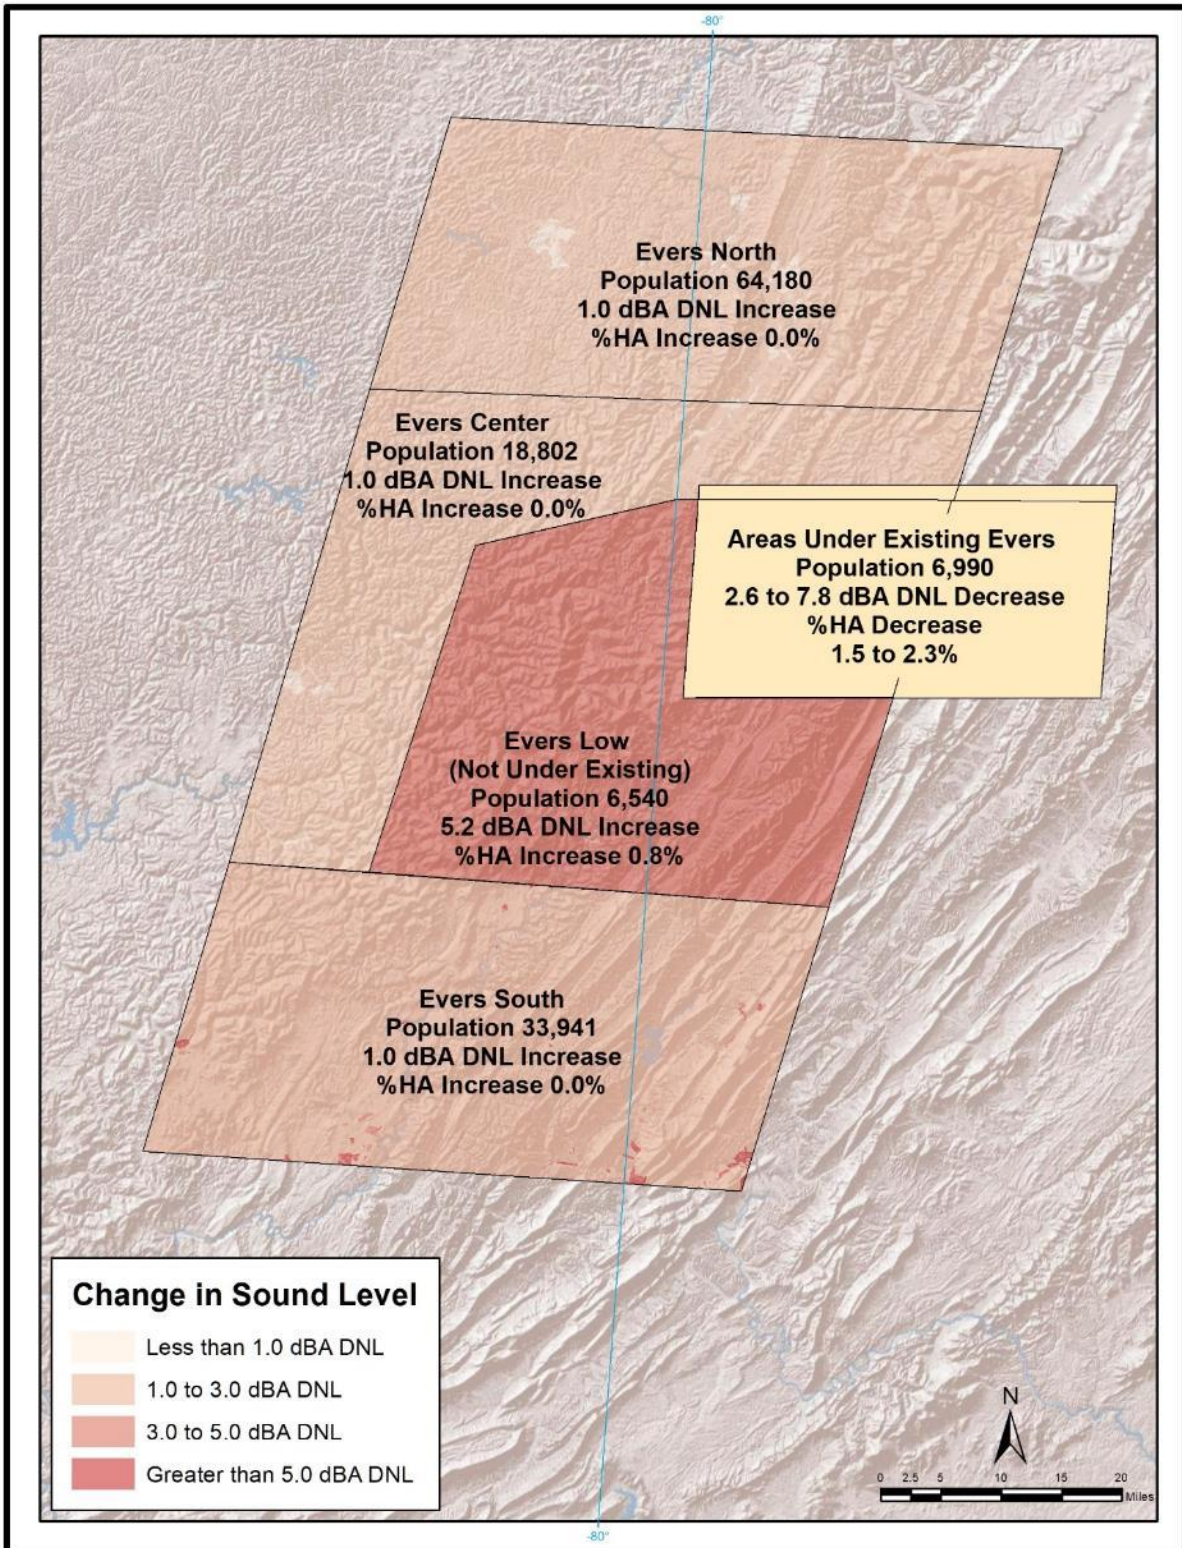 -80°
Evers North
Population 64,180
1.0 dBA DNL Increase
%HA Increase 0.0%
Evers Center
Population 18,802
1.0 dBA DNL Increase
%HA Increase 0.0%
Areas Under Existing Evers
Population 6,990
2.6 to 7.8 dBA DNL Decrease
%HA Decrease
1.5 to 2.3%
Evers Low
(Not Under Existing)
Population 6,540
5.2 dBA DNL Increase
%HA Increase 0.8%
Evers South
Population 33,941
1.0 dBA DNL Increase
%HA Increase 0.0%
Change in Sound Level
Less than 1.0 dBA DNL
1.0 to 3.0 dBA DNL
3.0 to 5.0 dBA DNL
Greater than 5.0 dBA DNL
N
0 2.5 5 10 15 20
Miles
-80°